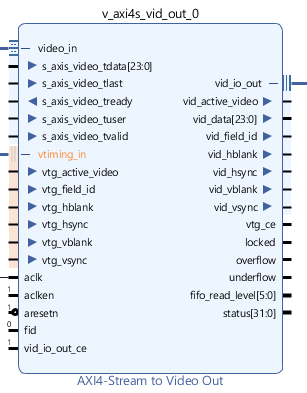 v_axi4s_vid_out_0
video_in
s_axis_video_tdata[23:0]
s_axis_video_tlast
s_axis_video_tready
s_axis_video_tuser
s_axis_video_tvalid
vtiming_in
vtg_active_video
vtg_field_id
vtg_hblank
vtg_hsync
vtg_vblank
vtg_vsync
aclk
1 aclken
1 aresetn
0 fid
1 vid_io_out_ce
vid_io_out
vid_active_video
vid_data[23:0]
vid_field_id
vid_hblank
vid_hsync
vid_vblank
vid_vsync
vtg_ce
locked
overflow
underflow
fifo_read_level[5:0]
status[31:0]
AXI4-Stream to Video Out